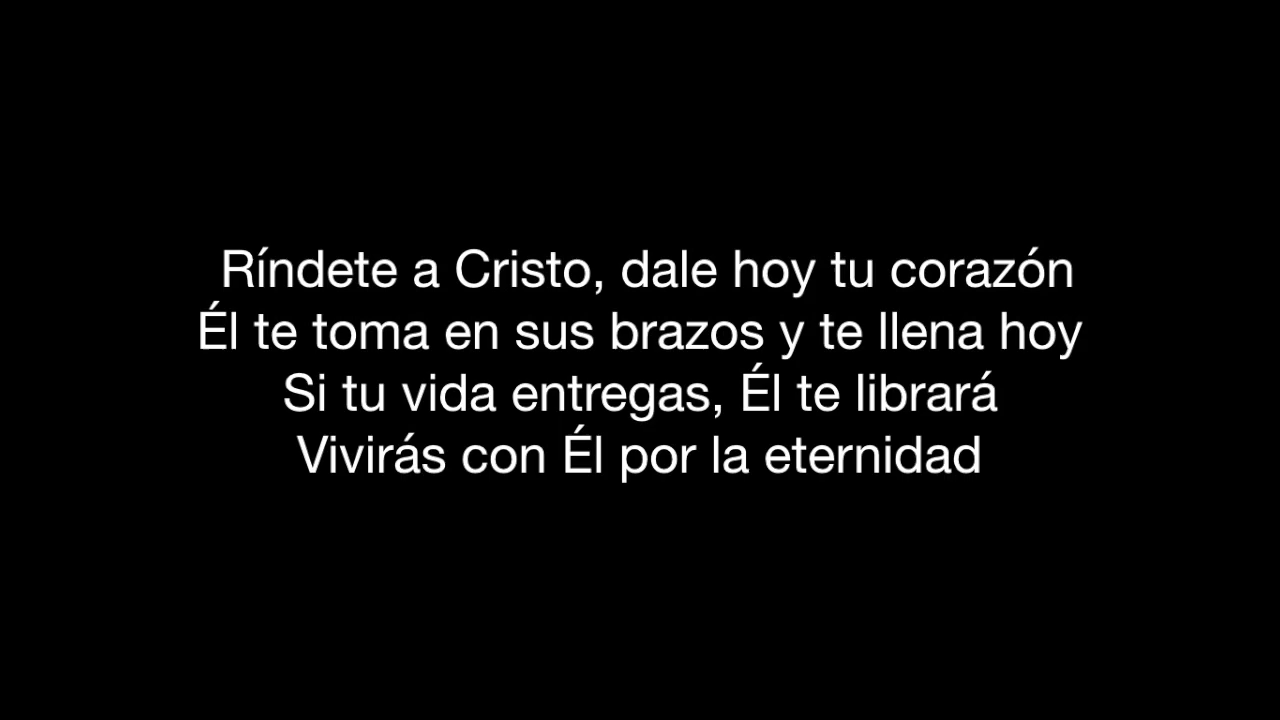 Ríndete a Cristo, dale hoy tu corazón
Él te toma en sus brazos y te llena hoy
Si tu vida entregas, Él te librará
Vivirás con Él por la eternidad